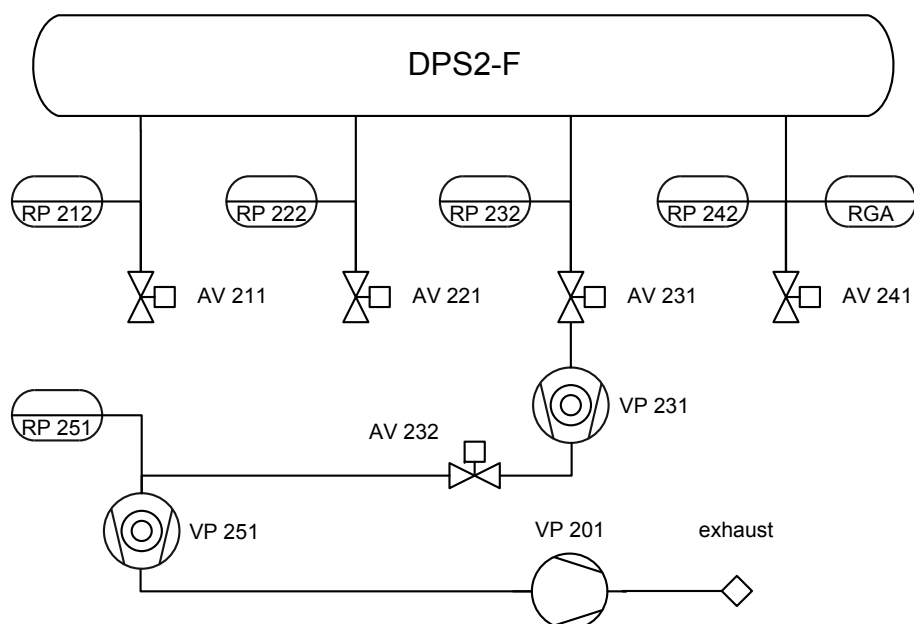 DPS2-F
RP 212
RP 222
RP 232
RP 242
RGA
AV 211
AV 221
AV 231
AV 241
RP 251
AV 232
VP 231
VP 251
VP 201
exhaust